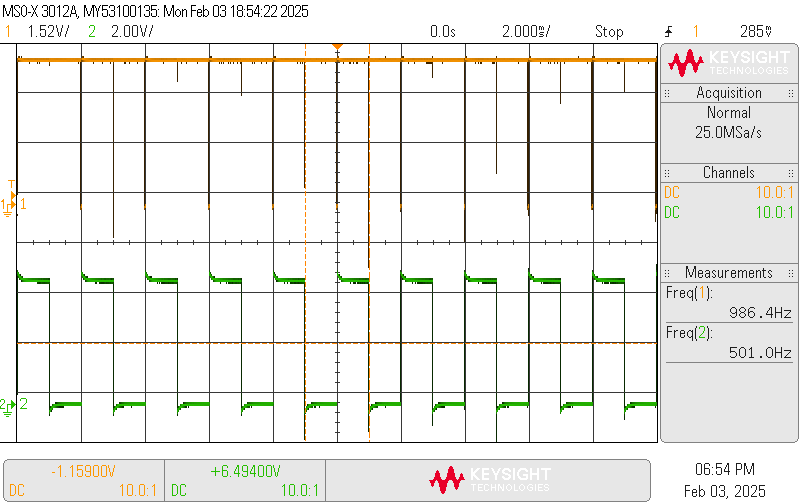 MSO-X 3012A, MY53100135: Mon Feb 03 18:54:22 2025
1 1.52V/ 2 2.00V/ 0.0s 2.000ms/ Stop 1 285mV
KEYSIGHT
TECHNOLOGIES
Acquisition
Normal
25.0MSa/s
Channels
DC 10.0:1
DC 10.0:1
Measurements
Freq(1):
986.4Hz
Freq(2):
501.0Hz
T
1 1
2 2
-1.15900V
DC 10.0:1
+6.49400V
DC 10.0:1
KEYSIGHT
TECHNOLOGIES
06:54 PM
Feb 03, 2025